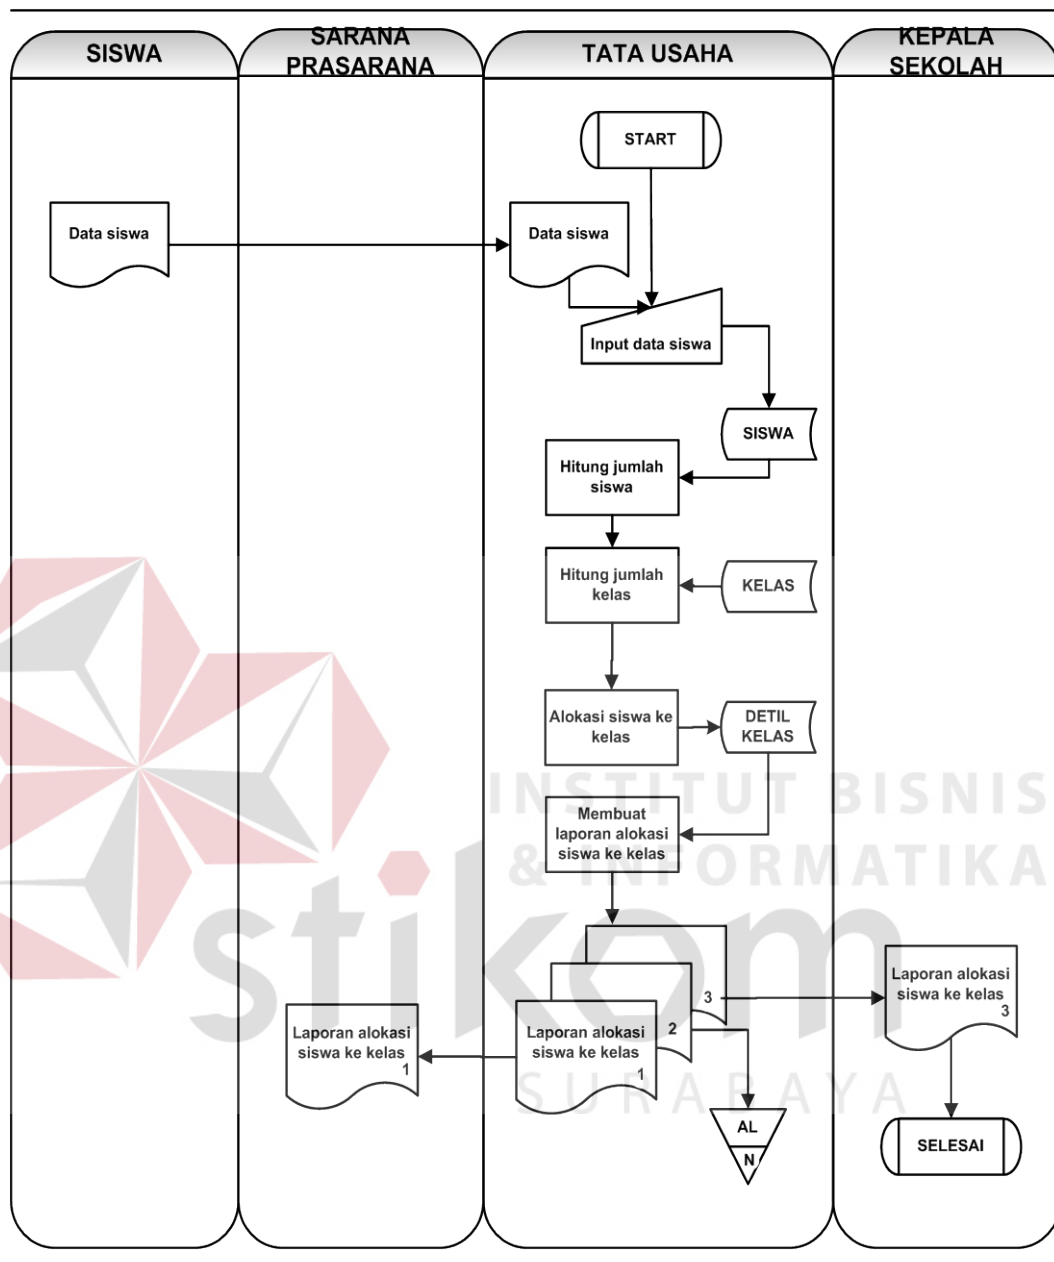 SISWA
SARANA
PRASARANA
TATA USAHA
KEPALA
SEKOLAH
START
Data siswa
Data siswa
Input data siswa
SISWA
Hitung jumlah
siswa
Hitung jumlah
kelas
KELAS
Alokasi siswa ke
kelas
DETIL
KELAS
INSTITUT BISNIS
& INFORMATIKA
Membuat
laporan alokasi
siswa ke kelas
stikom
SURABAYA
3
2
Laporan alokasi
siswa ke kelas
1
Laporan alokasi
siswa ke kelas
1
Laporan alokasi
siswa ke kelas
3
AL
N
SELESAI